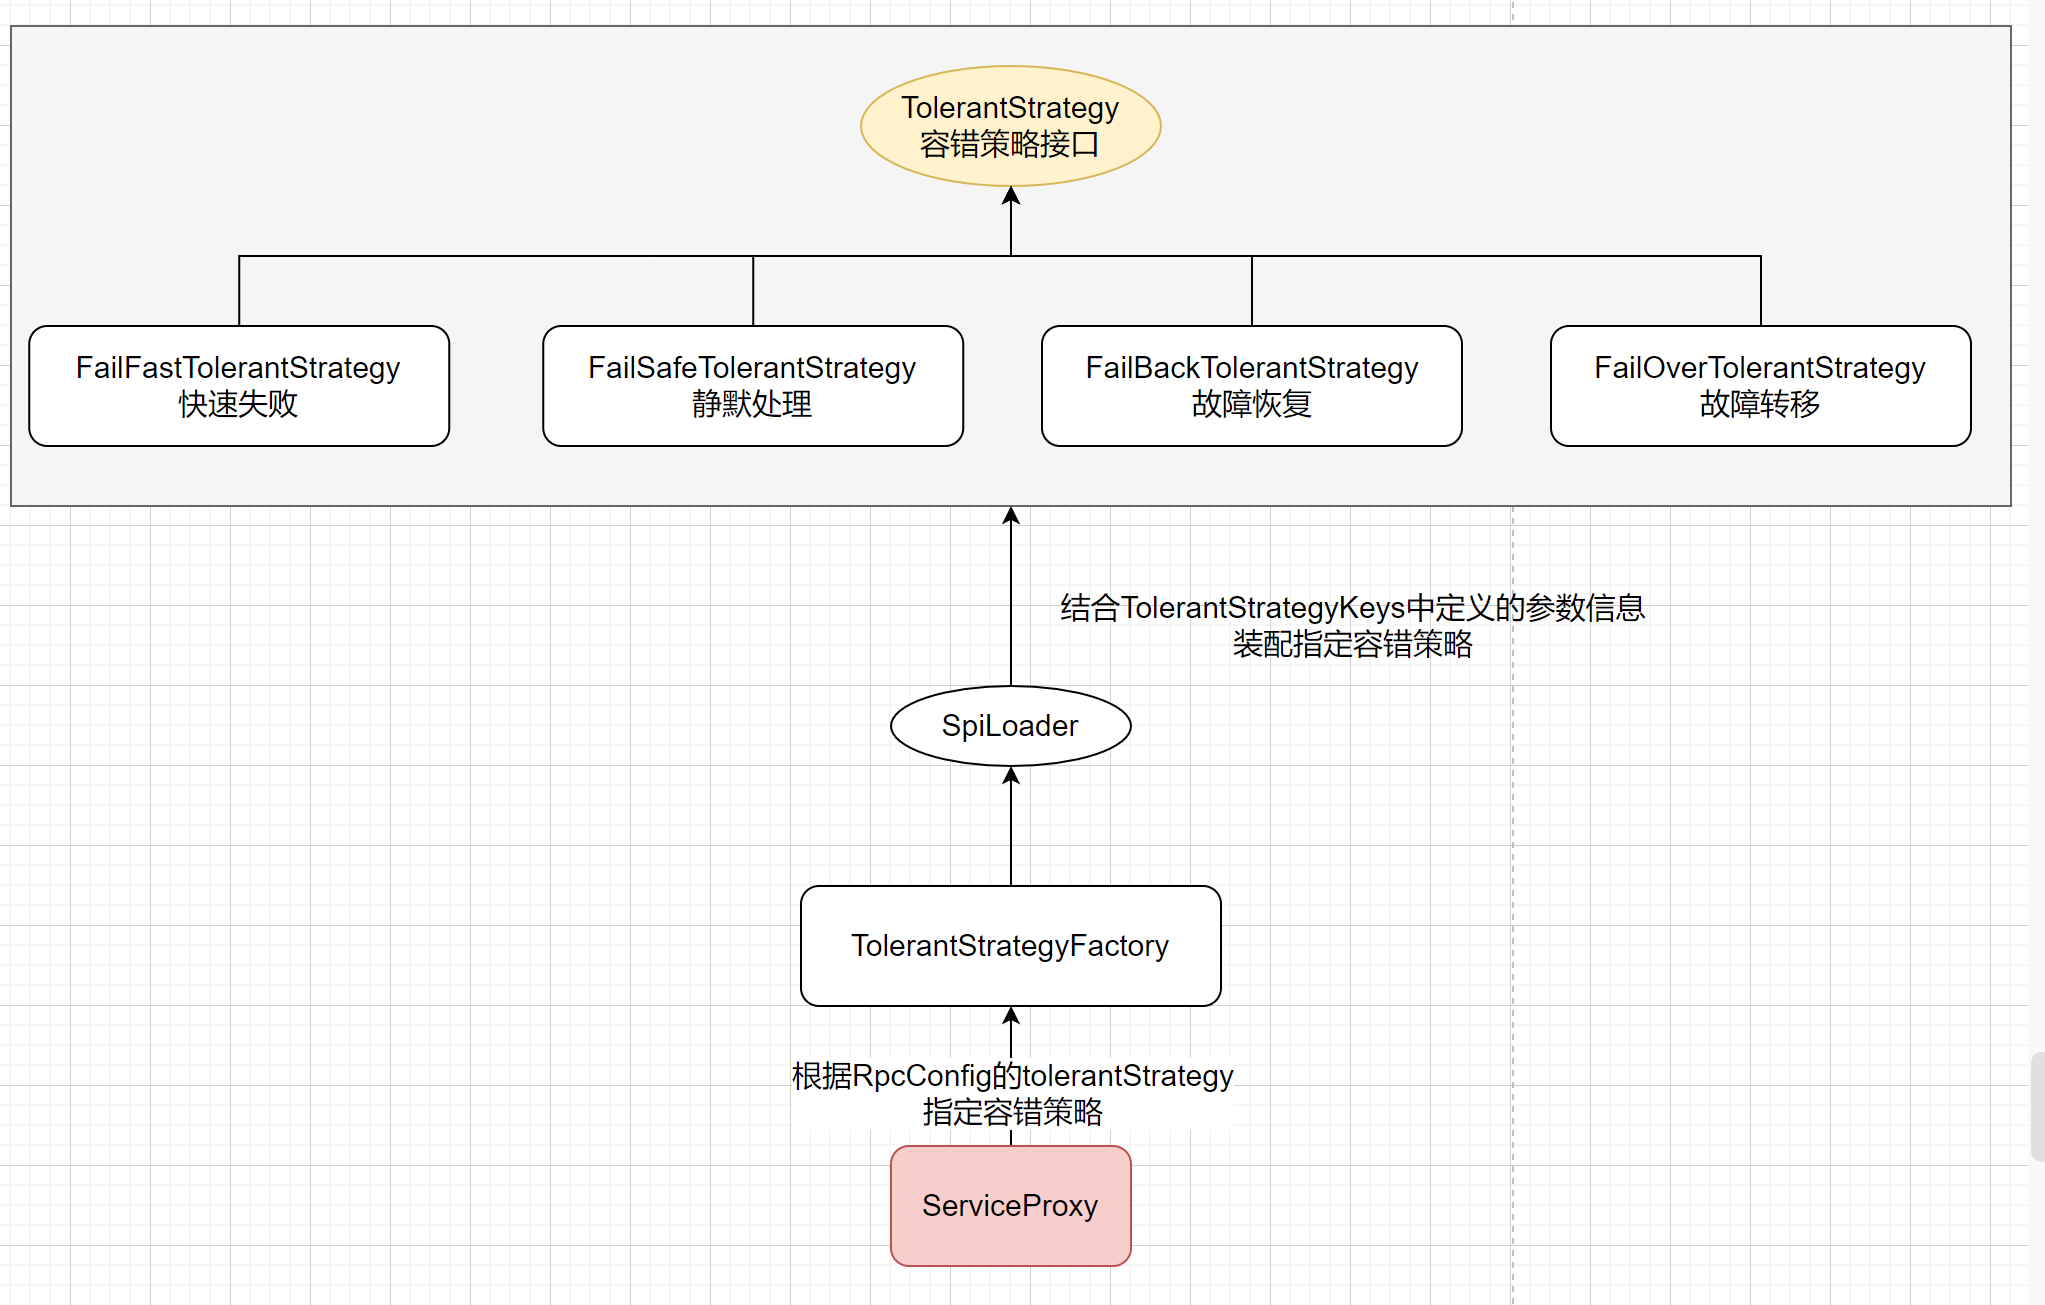 TolerantStrategy
容错策略接口
FailFastTolerantStrategy
快速失败
FailSafeTolerantStrategy
静默处理
FailBackTolerantStrategy
故障恢复
FailOverTolerantStrategy
故障转移
结合TolerantStrategyKeys中定义的参数信息
装配指定容错策略
SpiLoader
TolerantStrategyFactory
根据RpcConfig的tolerantStrategy
指定容错策略
ServiceProxy